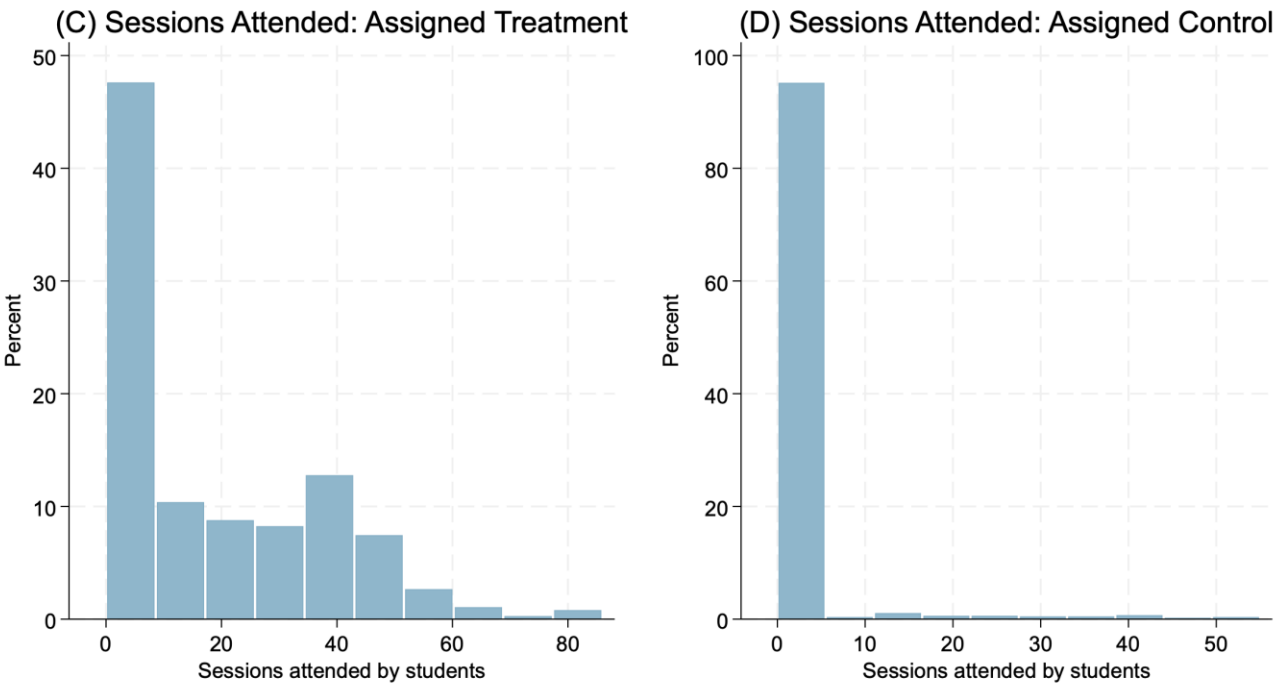 (C) Sessions Attended: Assigned Treatment
50
40
30
20
10
0
Percent
0 20 40 60 80
Sessions attended by students
(D) Sessions Attended: Assigned Control
100
80
60
40
20
0
Percent
0 10 20 30 40 50
Sessions attended by students